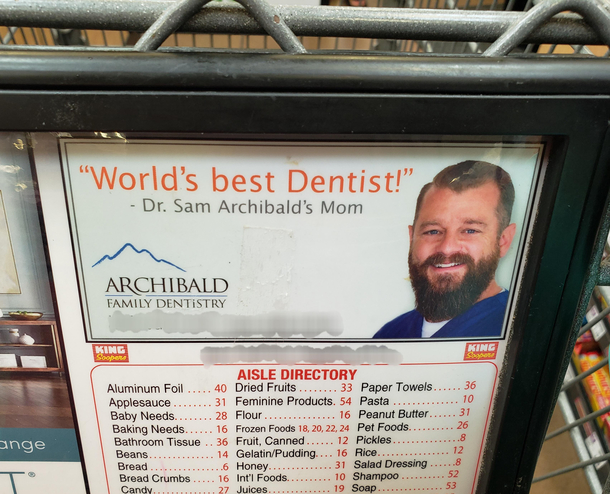 “World’s best Dentist!”
- Dr. Sam Archibald’s Mom
ARCHIBALD
FAMILY DENTISTRY
KING
Soopers
KING
Soopers
AISLE DIRECTORY
Aluminum Foil ..... 40
Applesauce ......... 31
Baby Needs....... 28
Baking Needs.... 16
Bathroom Tissue .. 36
Beans................. 14
Bread ................. 6
Bread Crumbs ... 16
Candy ............... 27
Dried Fruits ......... 33
Feminine Products. 54
Flour ................... 16
Frozen Foods 18, 20, 22, 24
Fruit, Canned ....... 12
Gelatin/Pudding.... 16
Honey................. 31
Int’l Foods ........... 10
Juices................. 19
Paper Towels...... 36
Pasta ................ 10
Peanut Butter...... 31
Pet Foods.......... 26
Pickles............... 8
Rice................... 12
Salad Dressing .... 8
Shampoo .......... 52
Soap ................. 53
ange
T®